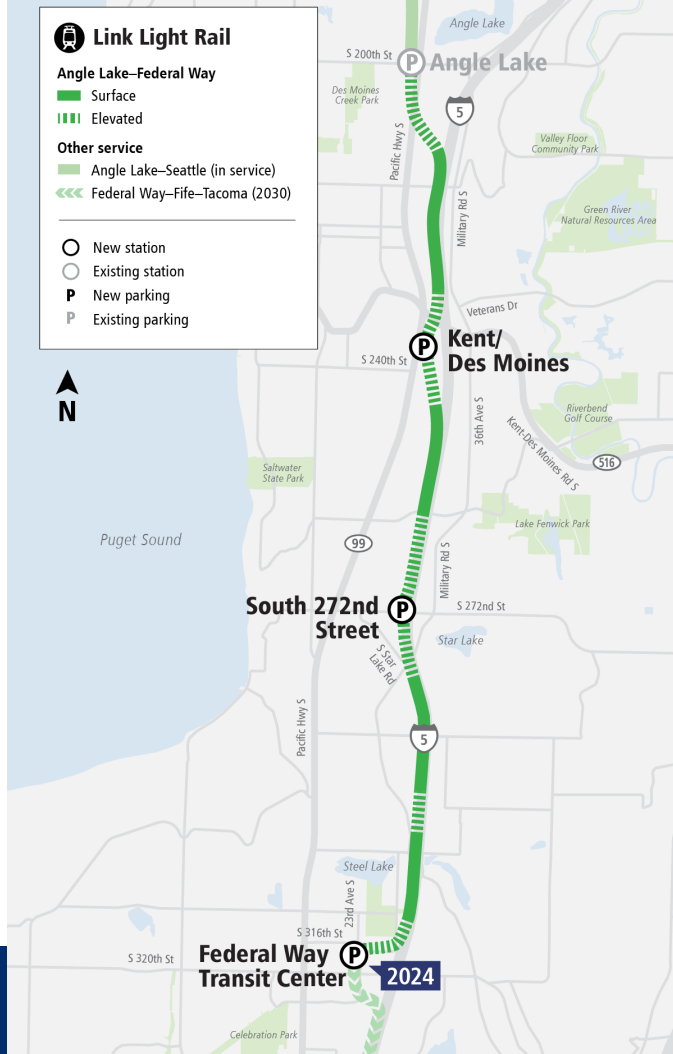 Link Light Rail
Angle Lake–Federal Way
Surface
Elevated
Other service
Angle Lake–Seattle (in service)
Federal Way–Fife–Tacoma (2030)
New station
Existing station
P New parking
P Existing parking
N
Angle Lake
S 200th St
P Angle Lake
Des Moines
Creek Park
5
Pacific Hwy S
Valley Floor
Community Park
Military Rd S
Green River
Natural Resources Area
Veterans Dr
P Kent/
Des Moines
S 240th St
36th Ave S
Riverbend
Golf Course
Kent-Des Moines Rd S
516
Saltwater
State Park
Lake Fenwick Park
Puget Sound
99
Military Rd S
South 272nd
Street
P
S 272nd St
Star Lake
S Star
Lake Rd
Pacific Hwy S
5
Steel Lake
23rd Ave S
S 316th St
S 320th St
Federal Way
Transit Center
P
2024
Celebration Park